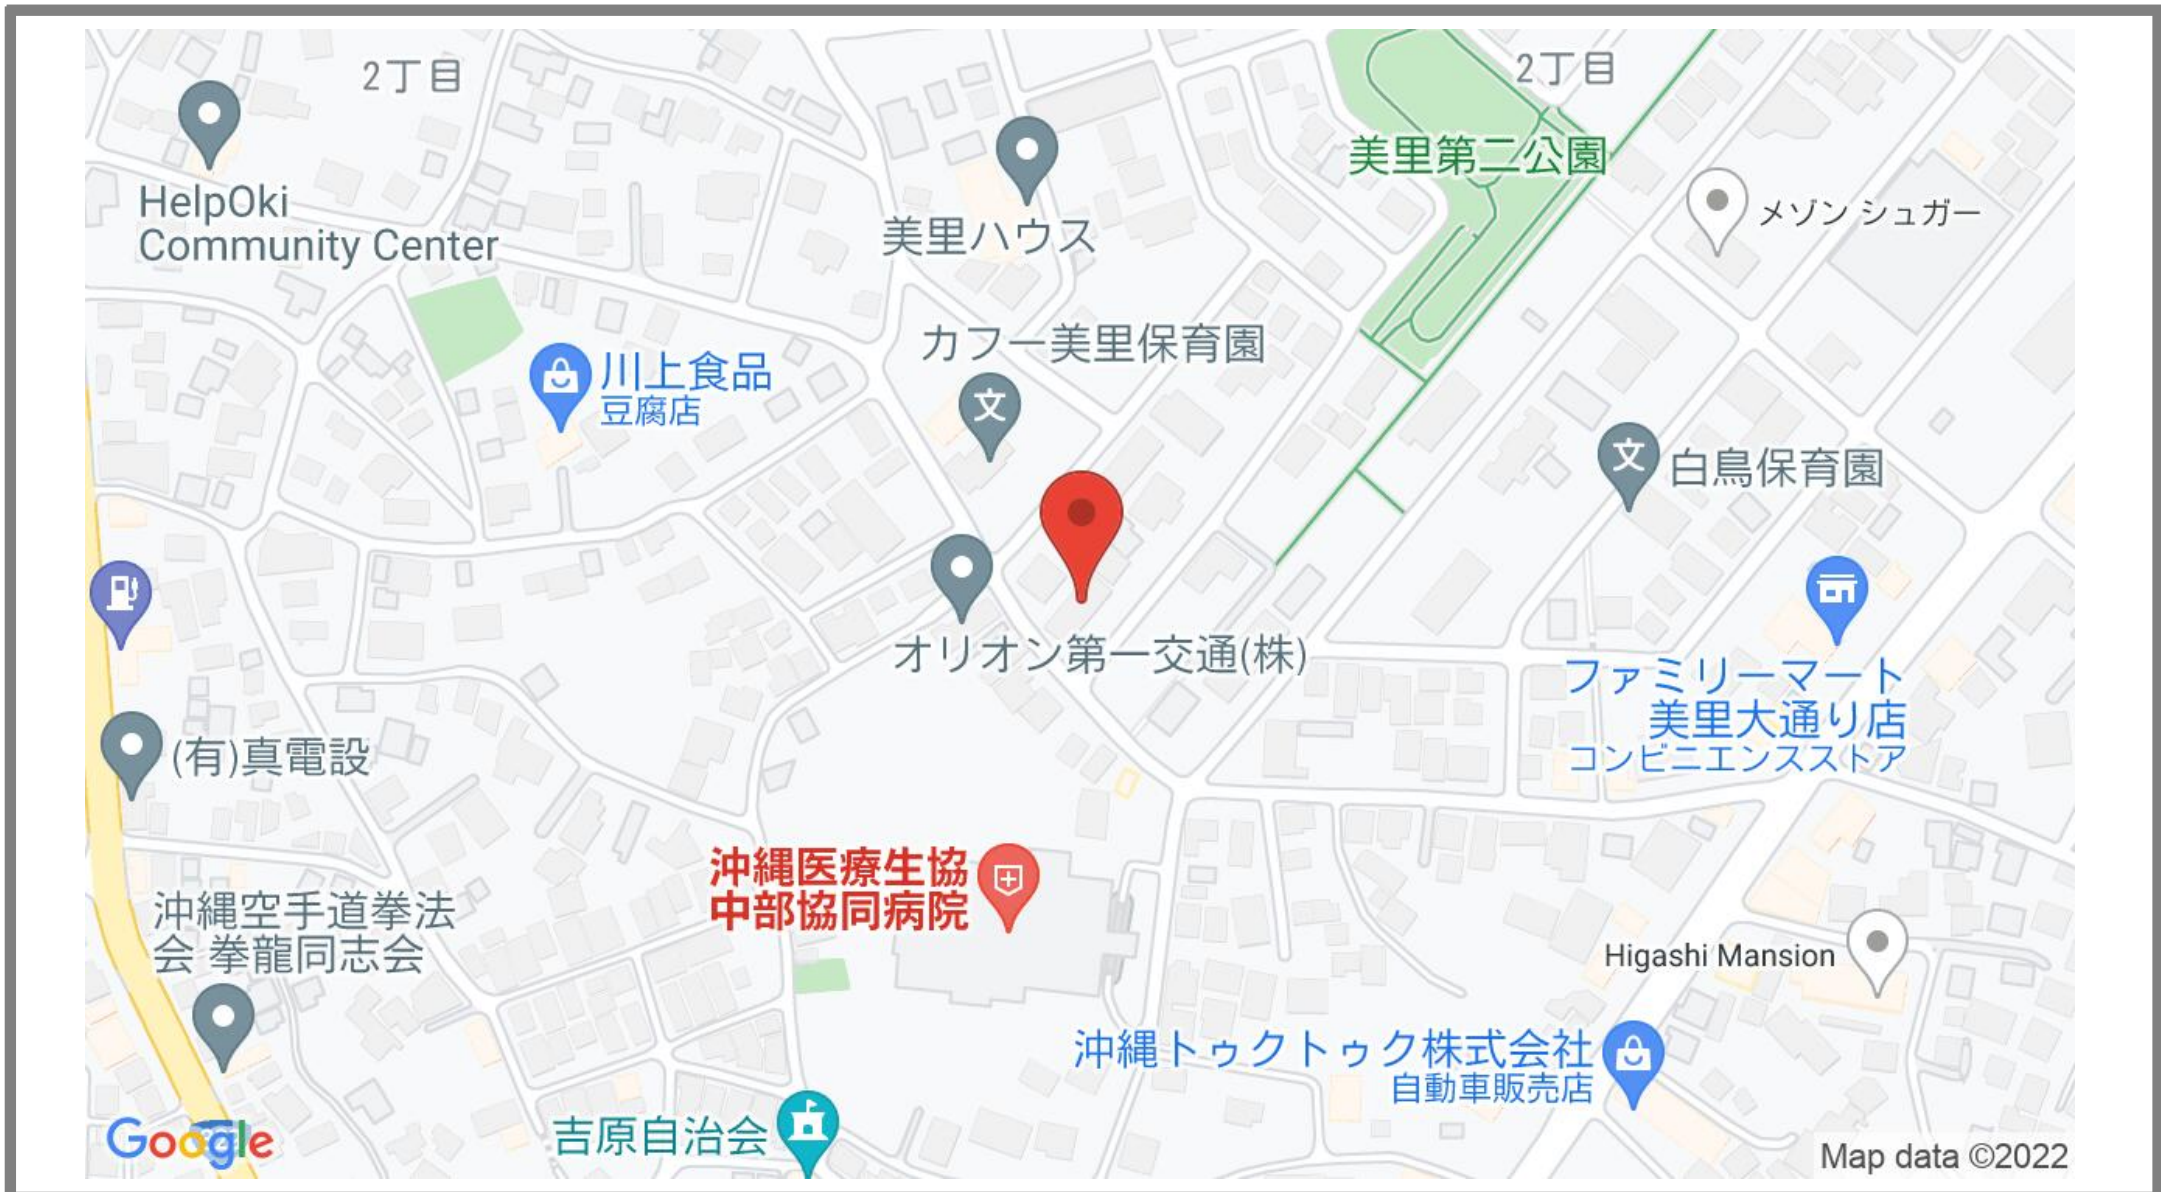 2丁目
2丁目
美里第二公園
HelpOki
Community Center
美里ハウス
メゾン シュガー
カフー美里保育園
川上食品
豆腐店
文
文
白鳥保育園
オリオン第一交通(株)
ファミリーマート
美里大通り店
コンビニエンスストア
(有)真電設
沖縄医療生協
中部協同病院
沖縄空手道拳法
会 拳龍同志会
Higashi Mansion
沖縄トゥクトゥク株式会社
自動車販売店
吉原自治会
Google
Map data ©2022